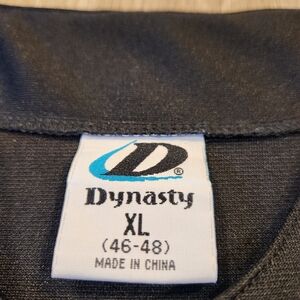 D®
Dynasty
XL
(46-48)
MADE IN CHINA